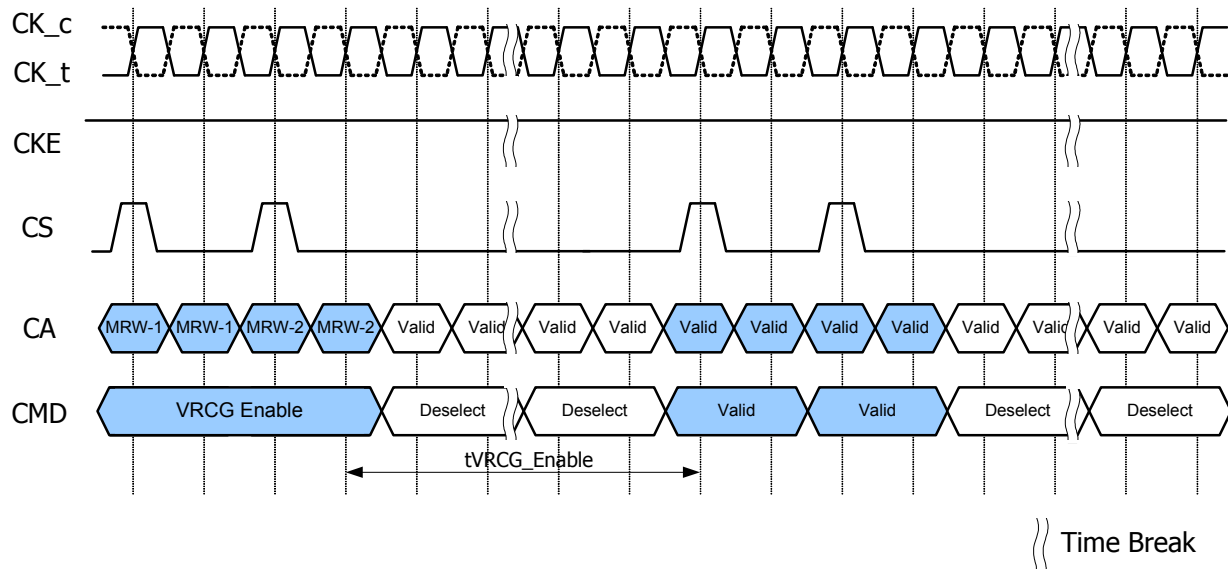 CK_c
CK_t
CKE
CS
CA MRW-1 MRW-1 MRW-2 MRW-2 Valid Valid Valid Valid Valid Valid Valid Valid Valid Valid Valid Valid
CMD VRCG Enable Deselect Deselect Valid Valid Deselect Deselect
tVRCG_Enable
Time Break